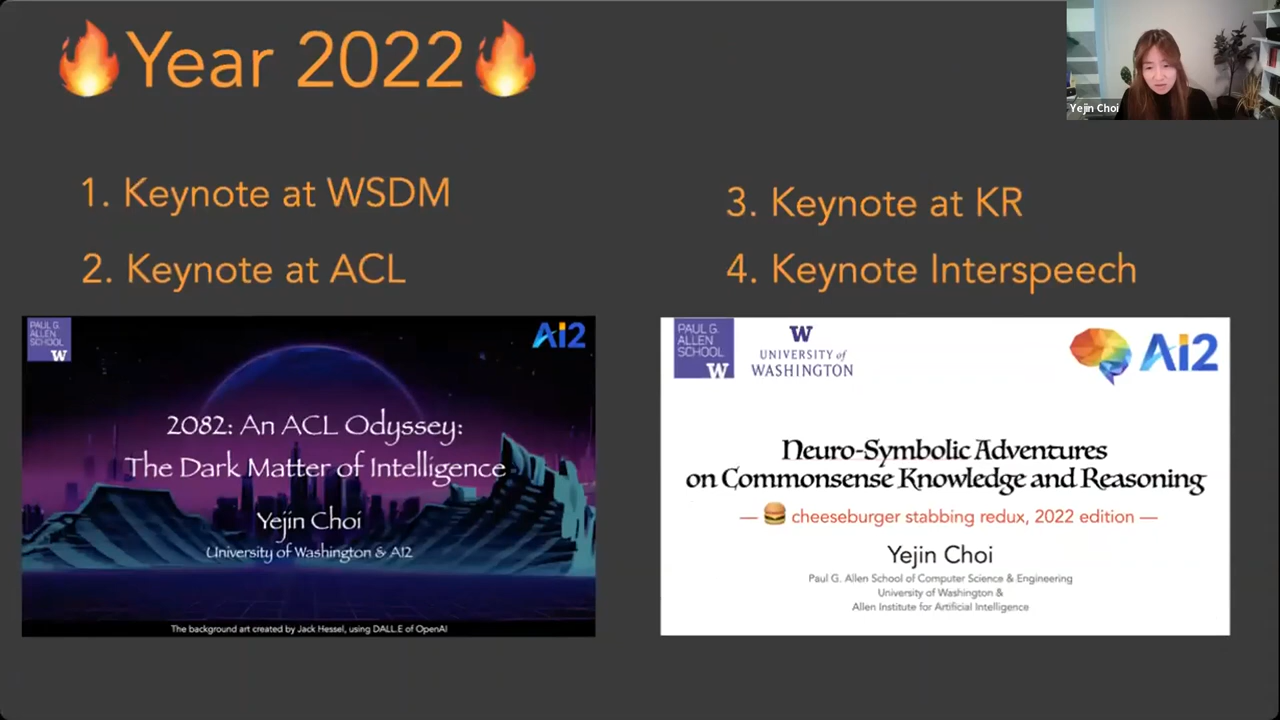 🔥Year 2022🔥
Yejin Choi
1. Keynote at WSDM
2. Keynote at ACL
3. Keynote at KR
4. Keynote Interspeech
PAUL G.
ALLEN
SCHOOL
W
Ai2
2082: An ACL Odyssey:
The Dark Matter of Intelligence
Yejin Choi
University of Washington & AI2
The background art created by Jack Hessel, using DALL.E of OpenAI
PAUL G.
ALLEN
SCHOOL
W
W
UNIVERSITY of
WASHINGTON
Ai2
Neuro-Symbolic Adventures
on Commonsense Knowledge and Reasoning
— 🍔 cheeseburger stabbing redux, 2022 edition —
Yejin Choi
Paul G. Allen School of Computer Science & Engineering
University of Washington &
Allen Institute for Artificial Intelligence